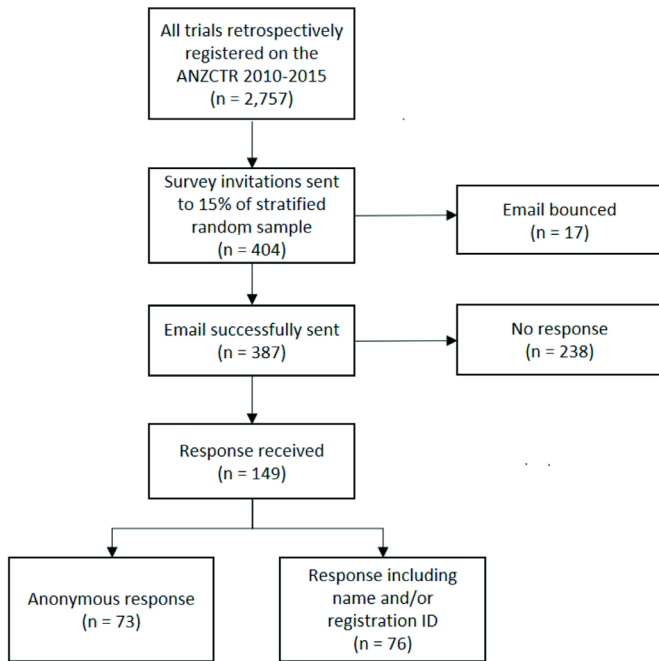 All trials retrospectively
registered on the
ANZCTR 2010-2015
(n = 2,757)
Survey invitations sent
to 15% of stratified
random sample
(n = 404)
Email bounced
(n = 17)
Email successfully sent
(n = 387)
No response
(n = 238)
Response received
(n = 149)
Anonymous response
(n = 73)
Response including
name and/or
registration ID
(n = 76)